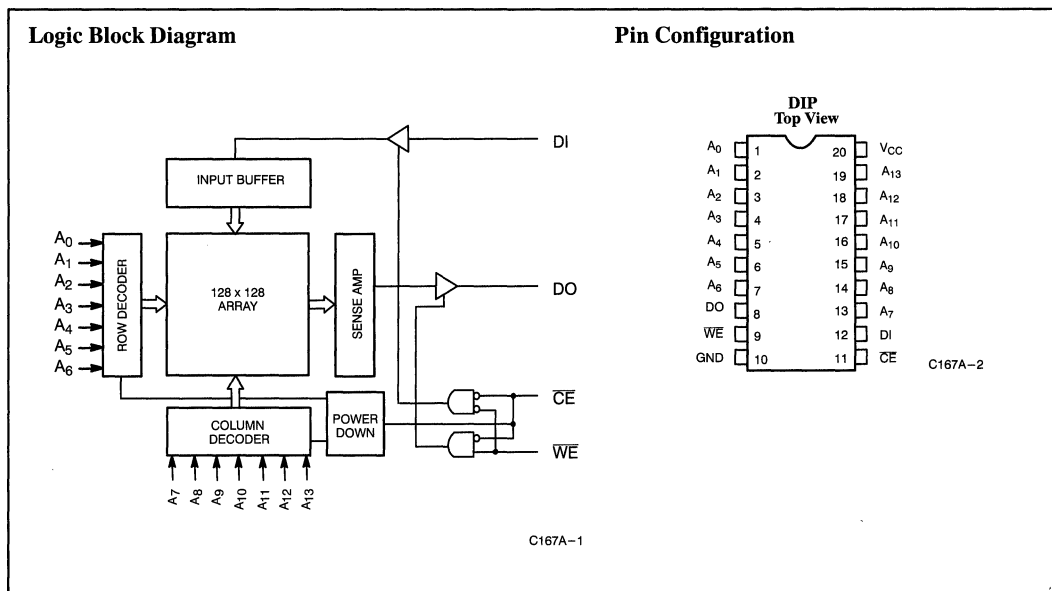 Logic Block Diagram
Pin Configuration
DI
INPUT BUFFER
A0
A1
A2
A3
A4
A5
A6
ROW DECODER
128 x 128
ARRAY
SENSE AMP
DO
CE
WE
POWER
DOWN
COLUMN
DECODER
A7
A8
A9
A10
A11
A12
A13
C167A–1
DIP
Top View
A0 1 20 VCC
A1 2 19 A13
A2 3 18 A12
A3 4 17 A11
A4 5 16 A10
A5 6 15 A9
A6 7 14 A8
DO 8 13 A7
WE 9 12 DI
GND 10 11 CE
C167A–2